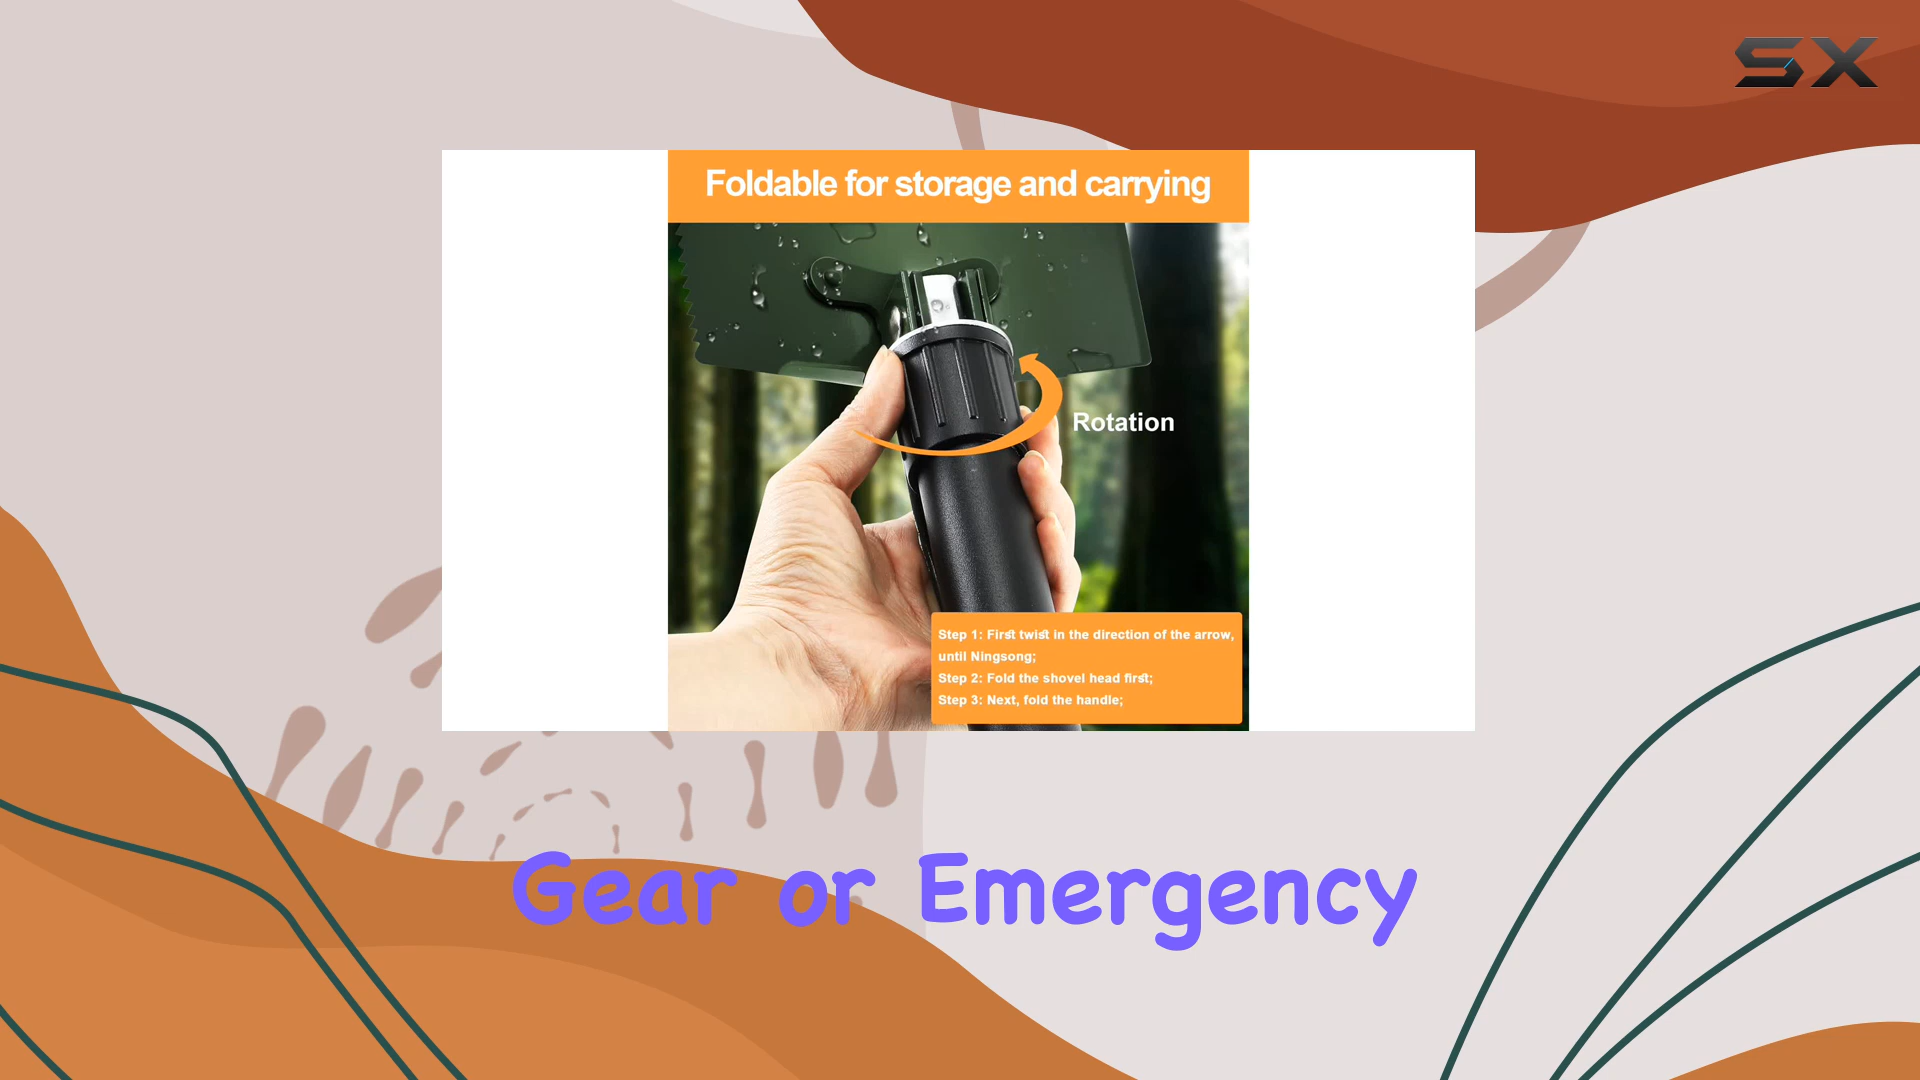 SX
Foldable for storage and carrying
Rotation
Step 1: First twist in the direction of the arrow,
until Ningsong;
Step 2: Fold the shovel head first;
Step 3: Next, fold the handle;
Gear or Emergency